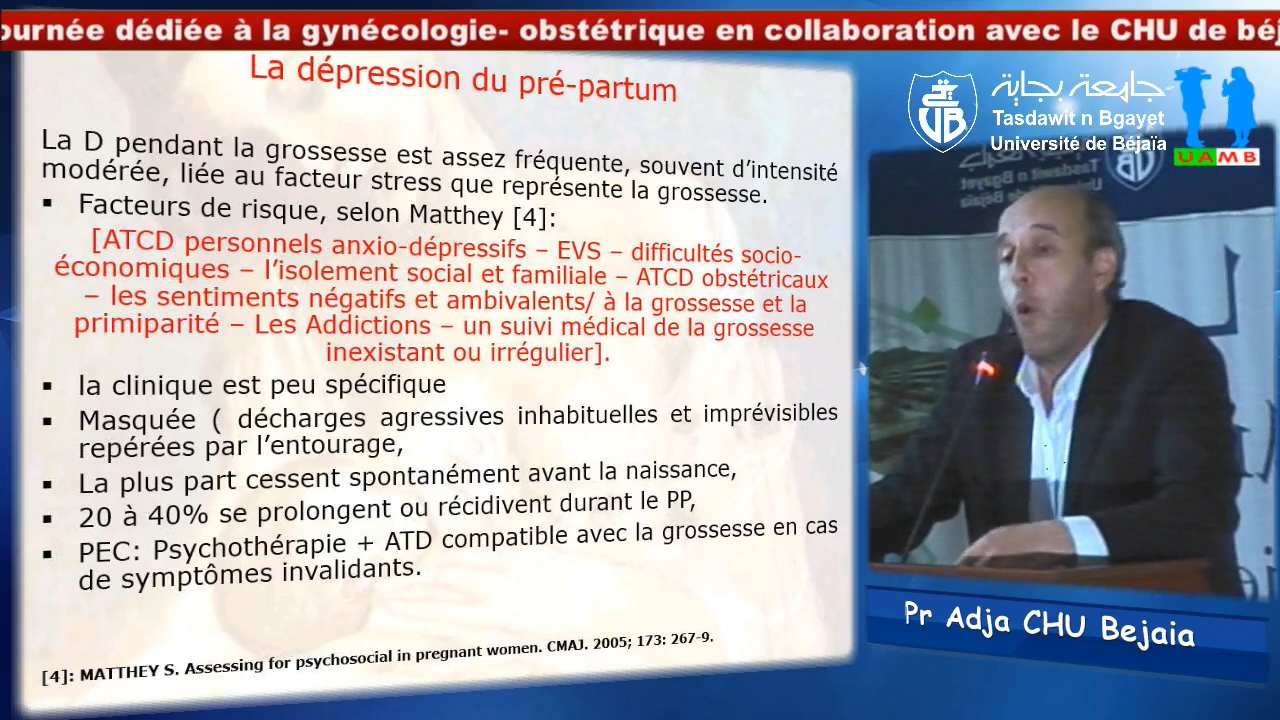 ournée dédiée à la gynécologie- obstétrique en collaboration avec le CHU de béj
La dépression du pré-partum
La D pendant la grossesse est assez fréquente, souvent d’intensité
modérée, liée au facteur stress que représente la grossesse.
▪ Facteurs de risque, selon Matthey [4]:
[ATCD personnels anxio-dépressifs – EVS – difficultés socio-
économiques – l’isolement social et familiale – ATCD obstétricaux
– les sentiments négatifs et ambivalents/ à la grossesse et la
primiparité – Les Addictions – un suivi médical de la grossesse
inexistant ou irrégulier].
▪ la clinique est peu spécifique
▪ Masquée ( décharges agressives inhabituelles et imprévisibles
repérées par l’entourage,
▪ La plus part cessent spontanément avant la naissance,
▪ 20 à 40% se prolongent ou récidivent durant le PP,
▪ PEC: Psychothérapie + ATD compatible avec la grossesse en cas
de symptômes invalidants.
[4]: MATTHEY S. Assessing for psychosocial in pregnant women. CMAJ. 2005; 173: 267-9.
جامعة بجاية
Tasdawit n Bgayet
Université de Béjaïa
UAMB
Pr Adja CHU Bejaia